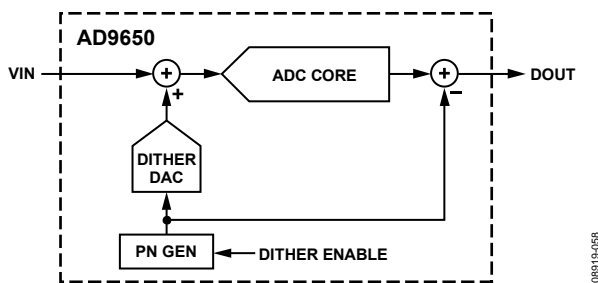 AD9650
VIN
+
+
ADC CORE
+
−
DOUT
DITHER
DAC
PN GEN
DITHER ENABLE
08919-058